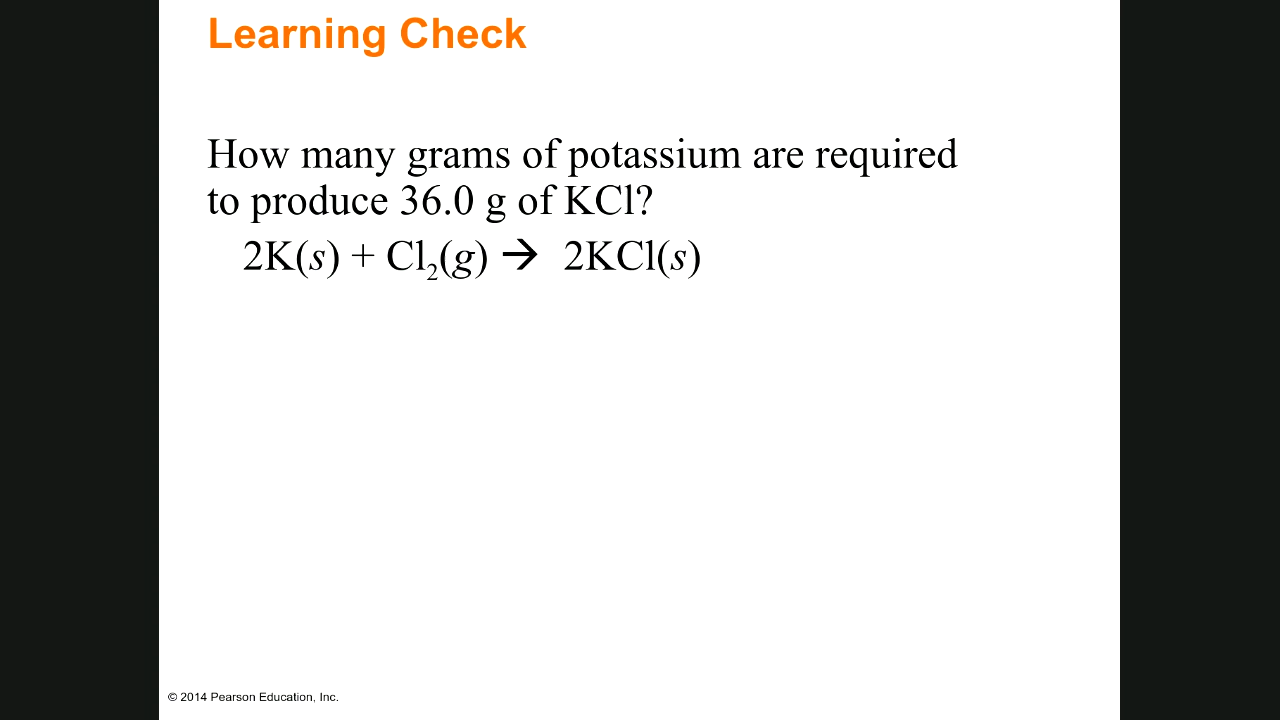 Learning Check
How many grams of potassium are required
to produce 36.0 g of KCl?
2K(s) + Cl₂(g) → 2KCl(s)
© 2014 Pearson Education, Inc.